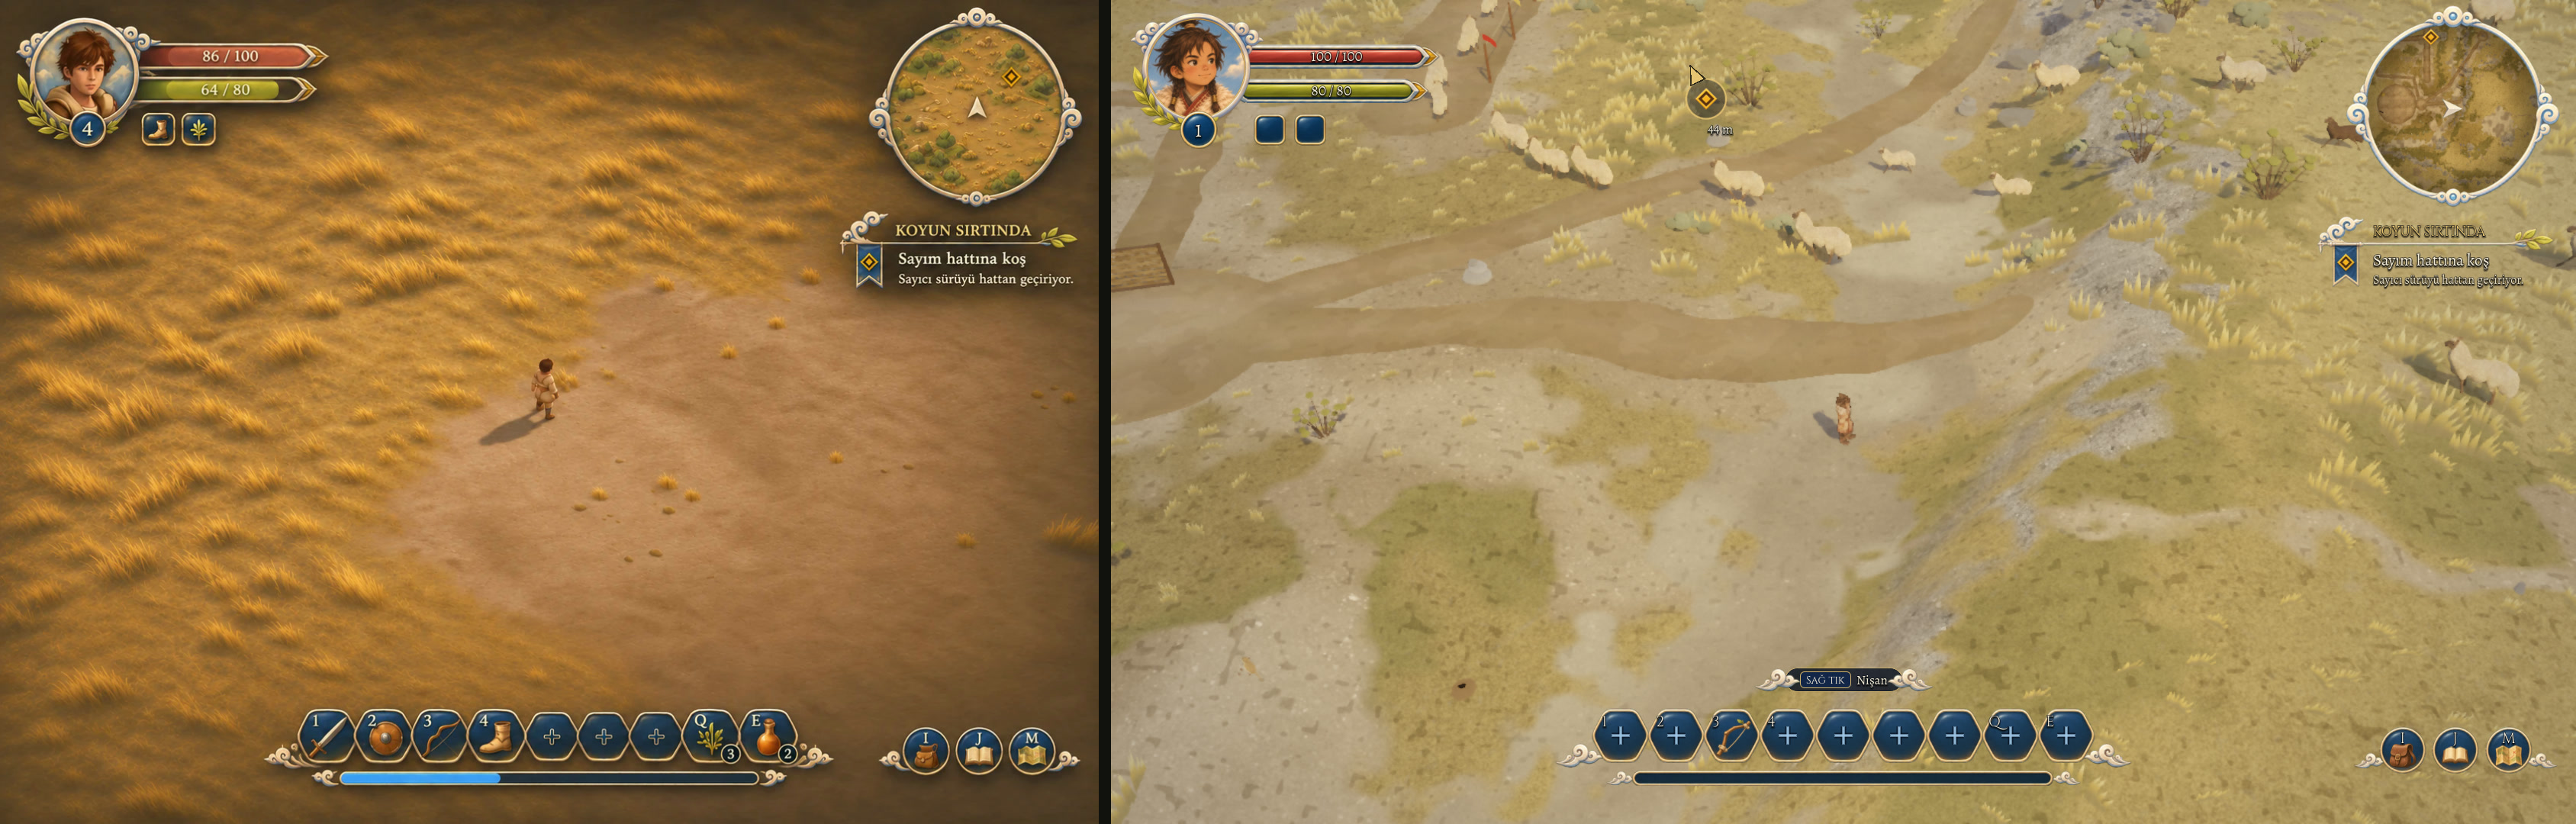 86 / 100
64 / 80
4
KOYUN SIRTINDA
Sayım hattına koş
Sayıcı sürüyü hattan geçiriyor.
1 2 3 4 Q E
3 2
I J M
100 / 100
80 / 80
1
44 m
KOYUN SIRTINDA
Sayım hattına koş
Sayıcı sürüyü hattan geçiriyor.
SAĞ TIK Nişan
1 2 3 4 Q E
I J M